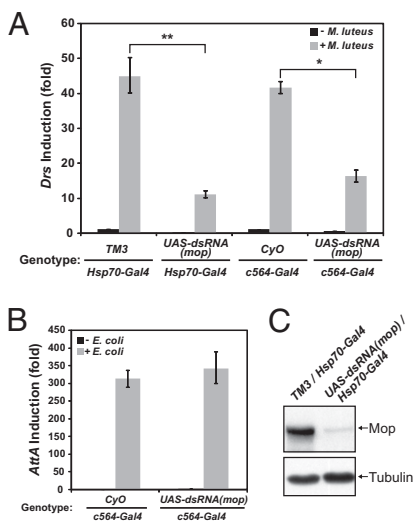 A
- M. luteus
+ M. luteus
Drs Induction (fold)
60
50
40
30
20
10
0
**
*
Genotype:
TM3
Hsp70-Gal4
UAS-dsRNA
(mop)
Hsp70-Gal4
CyO
c564-Gal4
UAS-dsRNA
(mop)
c564-Gal4
B
- E. coli
+ E. coli
AttA Induction (fold)
450
400
350
300
250
200
150
100
50
0
Genotype:
CyO
c564-Gal4
UAS-dsRNA(mop)
c564-Gal4
C
TM3 / Hsp70-Gal4
UAS-dsRNA(mop) /
Hsp70-Gal4
←Mop
←Tubulin